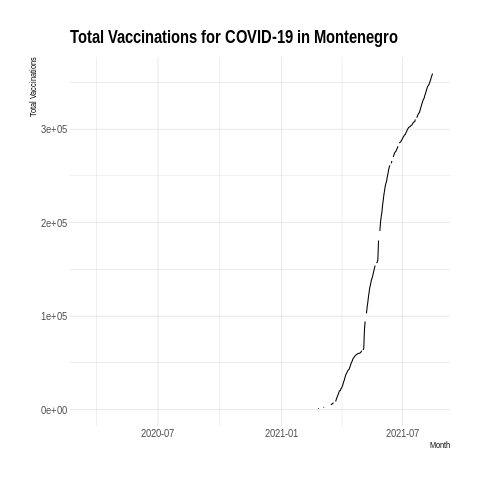 Total Vaccinations for COVID-19 in Montenegro
Total Vaccinations
3e+05
2e+05
1e+05
0e+00
2020-07 2021-01 2021-07
Month